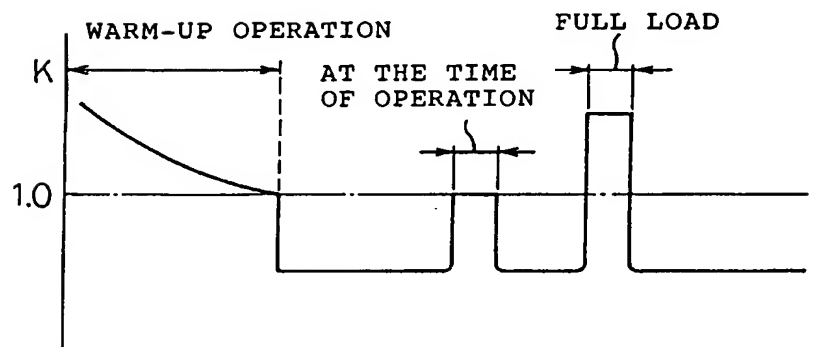 WARM-UP OPERATION
FULL LOAD
K
AT THE TIME
OF OPERATION
1.0